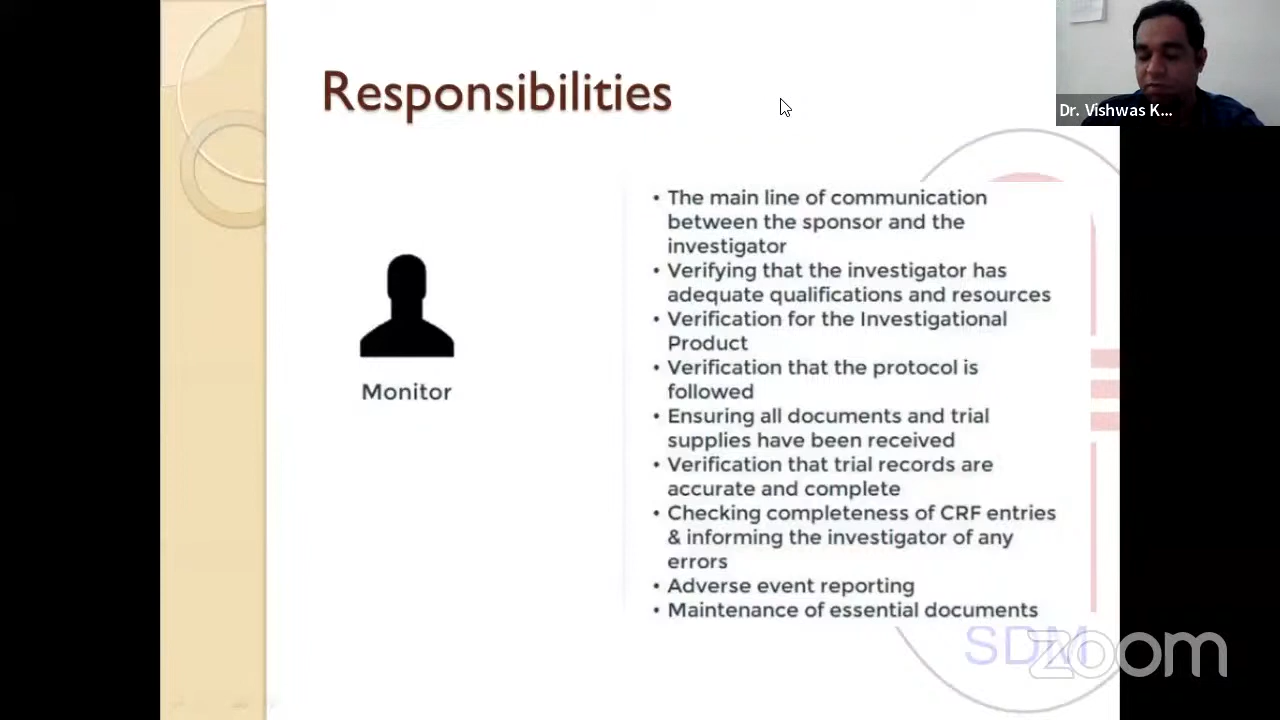 Responsibilities
Dr. Vishwas K...
• The main line of communication
between the sponsor and the
investigator
• Verifying that the investigator has
adequate qualifications and resources
• Verification for the Investigational
Product
• Verification that the protocol is
followed
• Ensuring all documents and trial
supplies have been received
• Verification that trial records are
accurate and complete
• Checking completeness of CRF entries
& informing the investigator of any
errors
• Adverse event reporting
• Maintenance of essential documents
Monitor
SDM
zoom